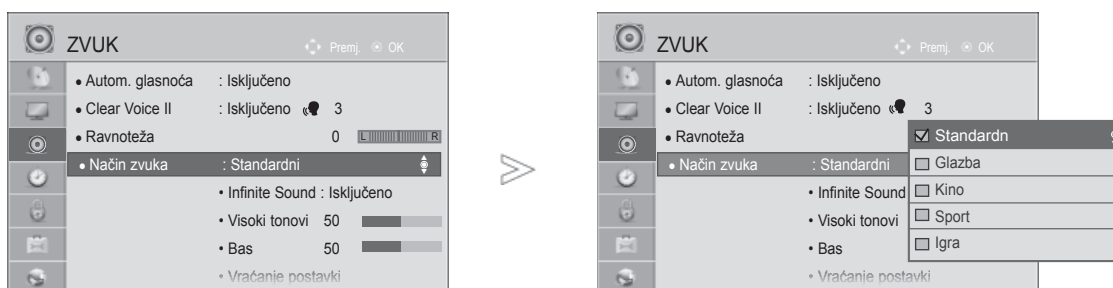 ZVUK
Premj. OK
• Autom. glasnoća : Isključeno
• Clear Voice II : Isključeno 3
• Ravnoteža 0 L R
• Način zvuka : Standardni
• Infinite Sound : Isključeno
• Visoki tonovi 50
• Bas 50
• Vraćanje postavki
ZVUK
Premj. OK
• Autom. glasnoća : Isključeno
• Clear Voice II : Isključeno 3
• Ravnoteža
• Način zvuka : Standardni
• Infinite Sound
• Visoki tonovi
• Bas
• Vraćanje postavki
Standardn
Glazba
Kino
Sport
Igra